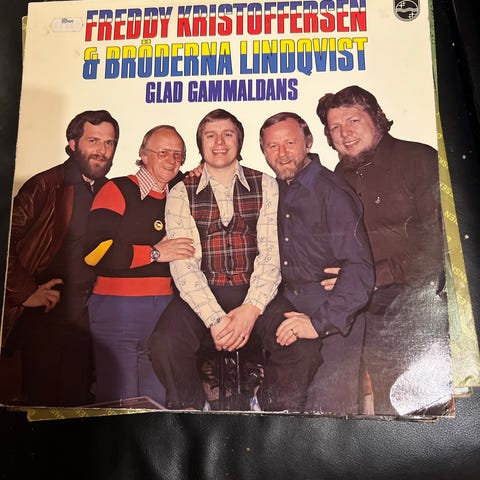 FREDDY KRISTOFFERSEN
& BRÖDERNA LINDQVIST
GLAD GAMMALDANS